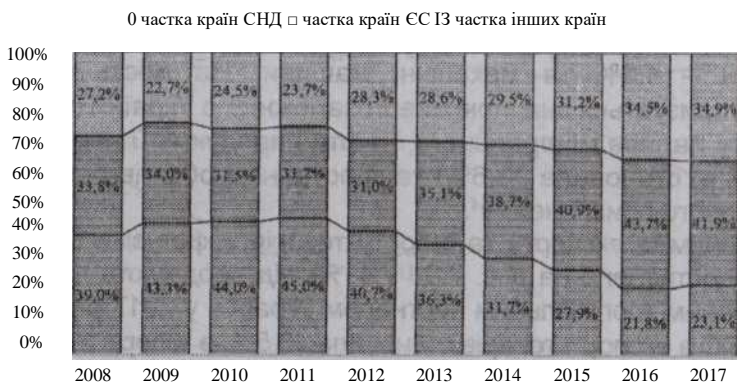 0 частка країн СНД □ частка країн ЄС ІЗ частка інших країн
100%
90%
80%
70%
60%
50%
40%
30%
20%
10%
0%
27,2% 22,7% 24,5% 23,7% 28,3% 28,6% 29,5% 31,2% 34,5% 34,9%
33,8% 34,0% 31,5% 31,2% 31,0% 35,1% 38,7% 40,9% 43,7% 41,9%
39,0% 43,3% 44,0% 45,0% 40,7% 36,3% 31,7% 27,9% 21,8% 23,1%
2008 2009 2010 2011 2012 2013 2014 2015 2016 2017